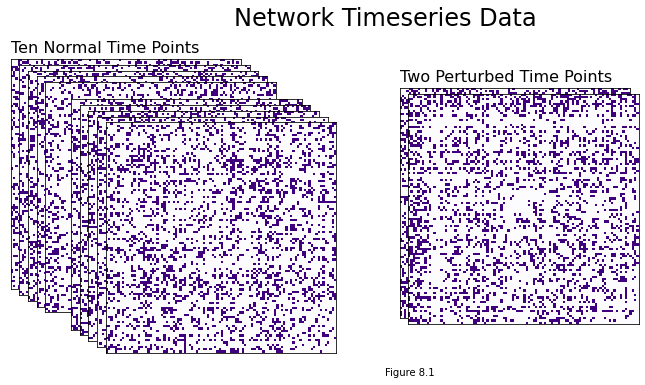 Network Timeseries Data
Ten Normal Time Points
Two Perturbed Time Points
Figure 8.1